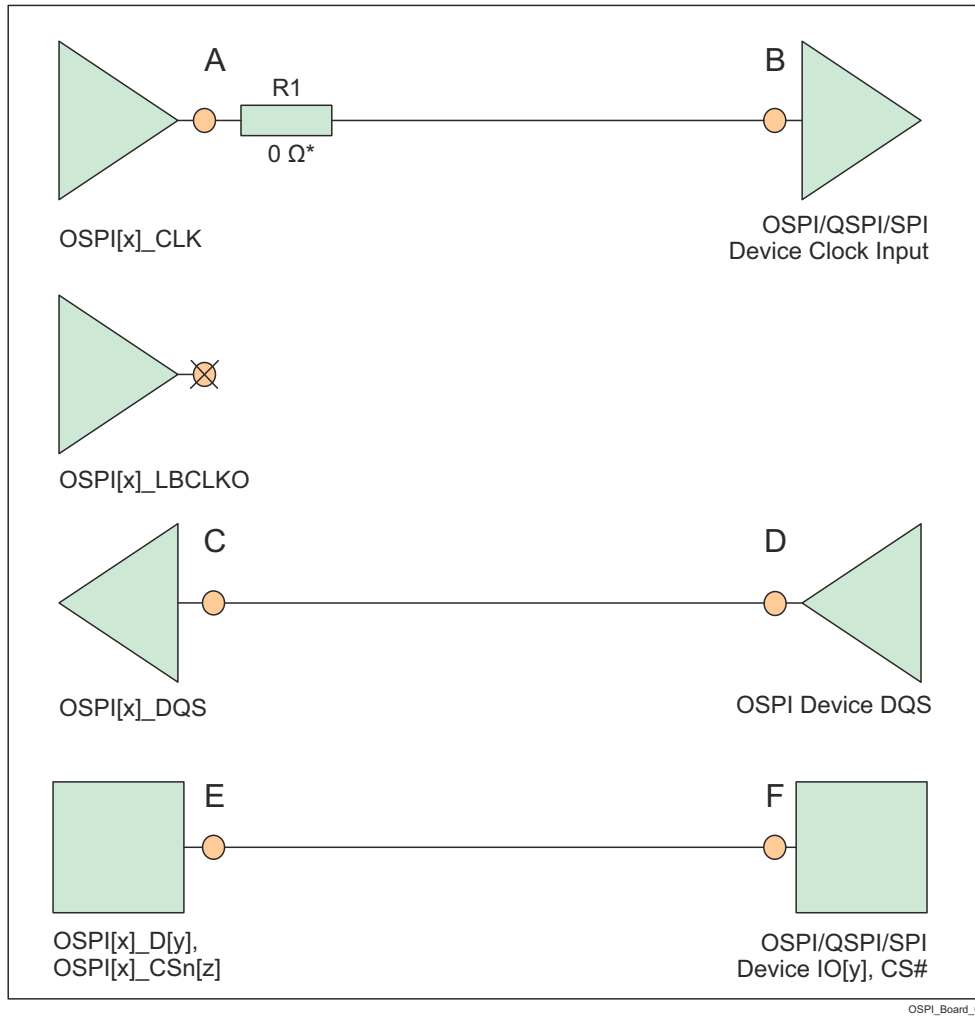 A
B
R1
0 Ω*
OSPI[x]_CLK
OSPI/QSPI/SPI
Device Clock Input
OSPI[x]_LBCLKO
C
D
OSPI[x]_DQS
OSPI Device DQS
E
F
OSPI[x]_D[y],
OSPI[x]_CSn[z]
OSPI/QSPI/SPI
Device IO[y], CS#
OSPI_Board_